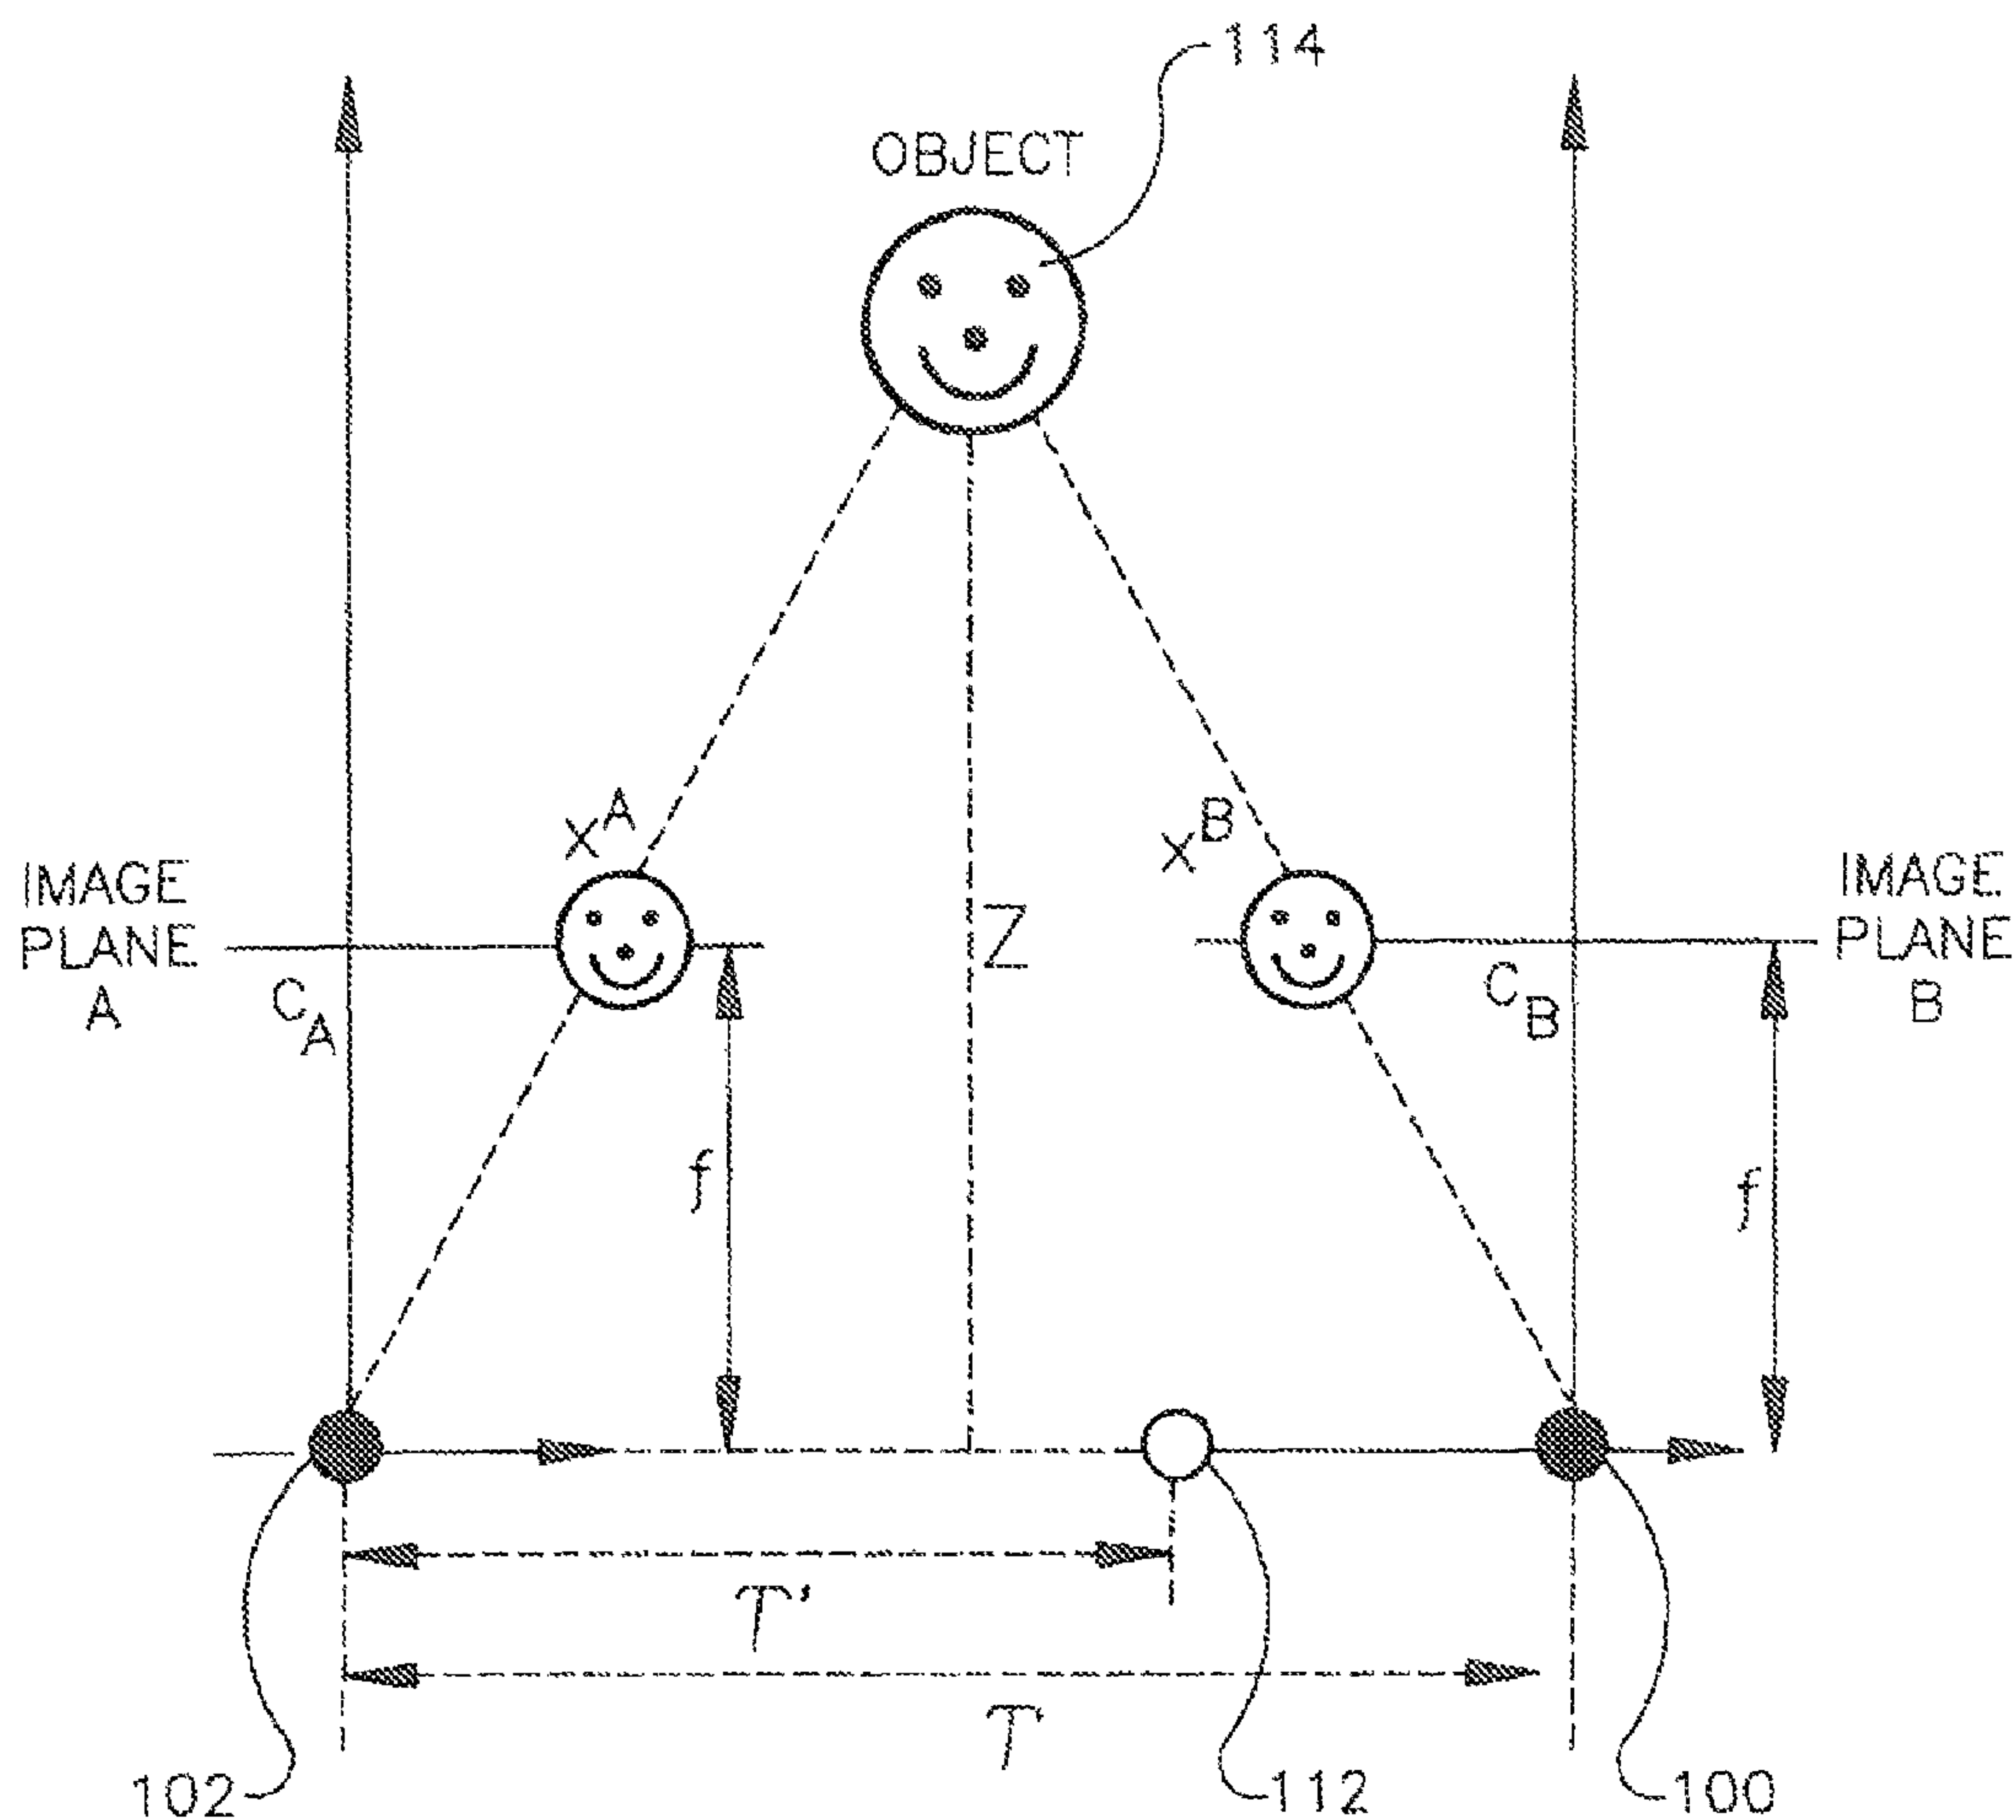 114
OBJECT
x^A
x^B
IMAGE
PLANE
A
IMAGE
PLANE
B
C_A
Z
C_B
f
f
T'
T
102
112
100